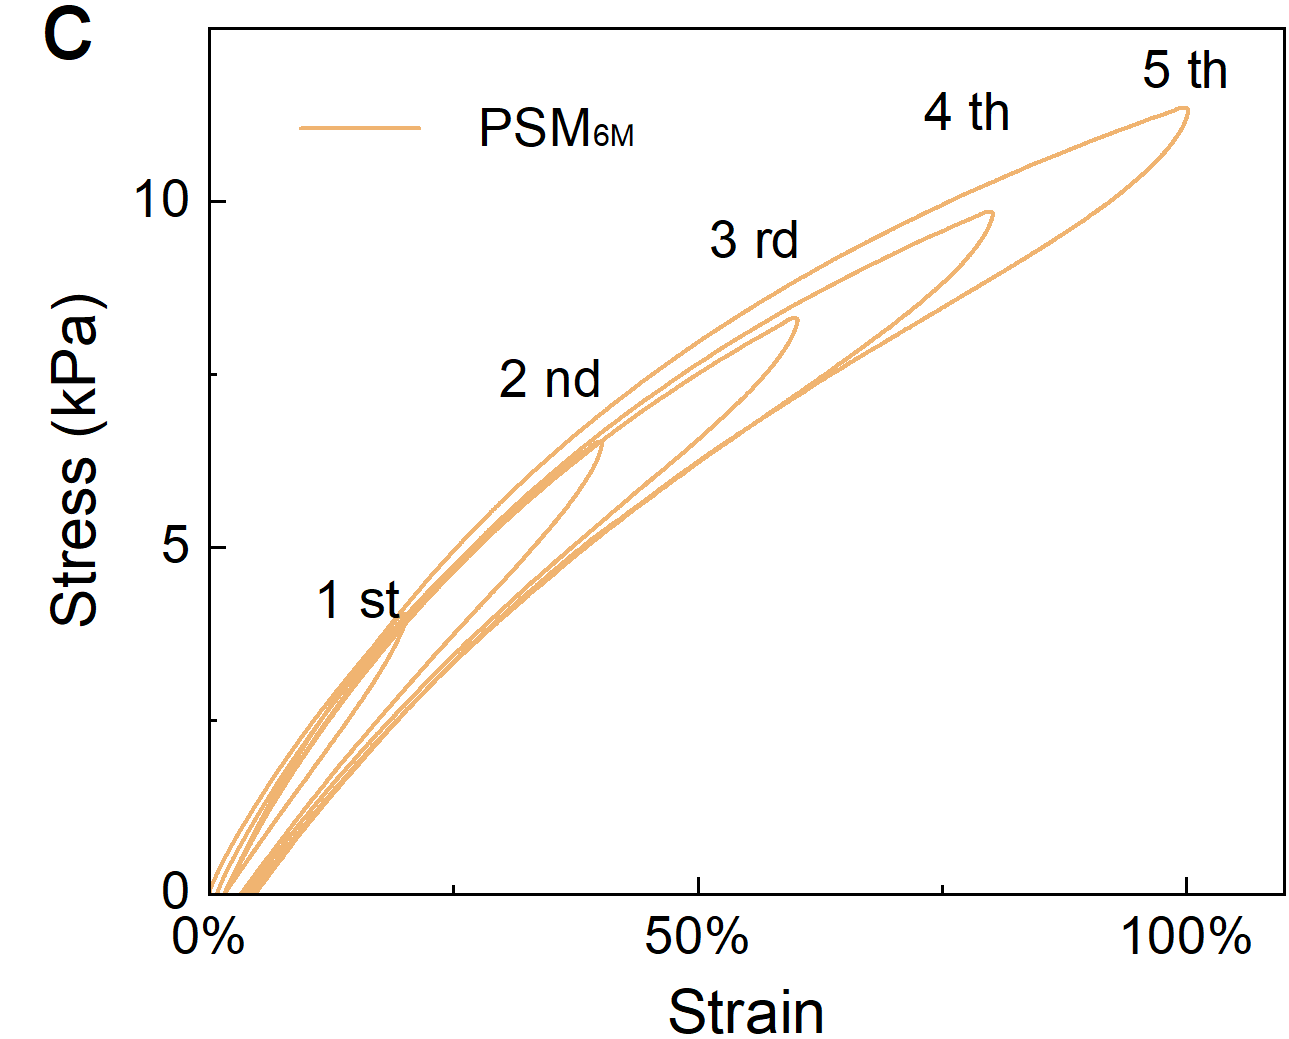 C
PSM6M
5 th
4 th
3 rd
2 nd
1 st
10
5
0
Stress (kPa)
0% 50% 100%
Strain